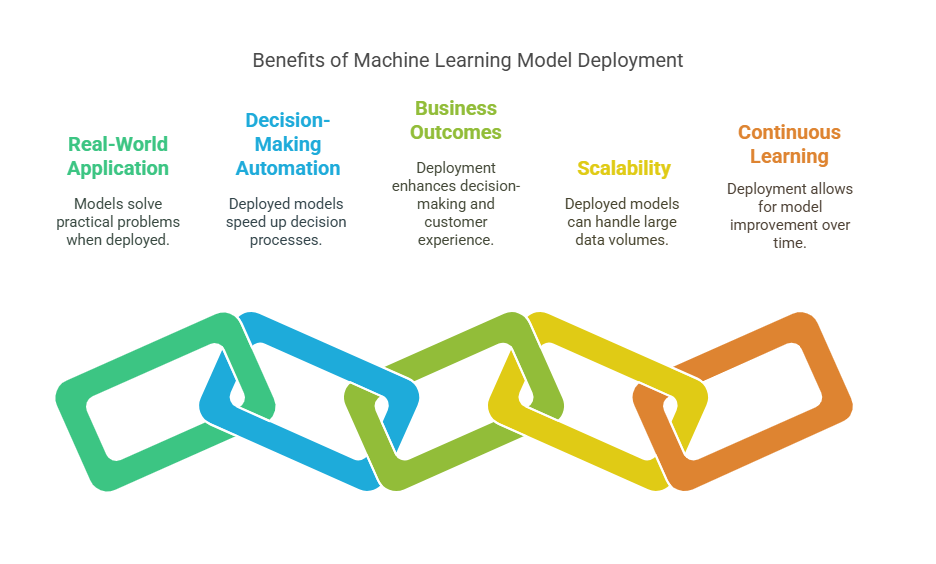 Benefits of Machine Learning Model Deployment
Real-World
Application
Models solve
practical problems
when deployed.
Decision-
Making
Automation
Deployed models
speed up decision
processes.
Business
Outcomes
Deployment
enhances decision-
making and
customer
experience.
Scalability
Deployed models
can handle large
data volumes.
Continuous
Learning
Deployment allows
for model
improvement over
time.